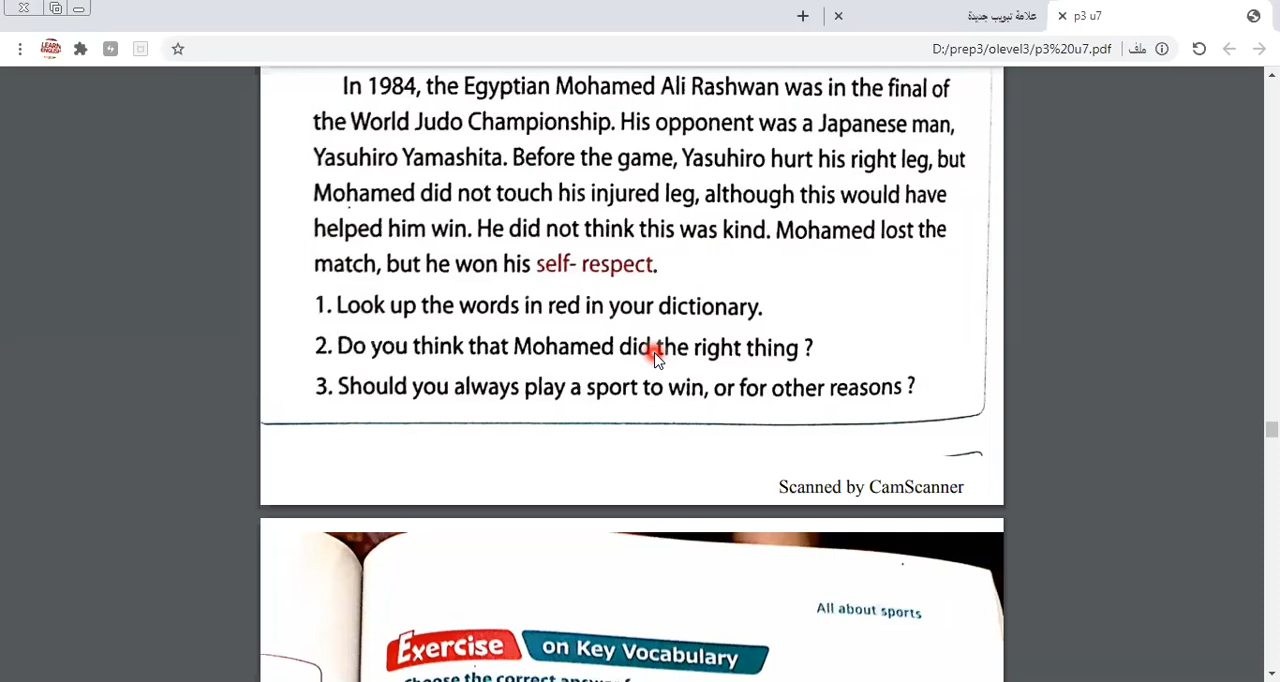 علامة تبويب جديدة
p3 u7
D:/prep3/olevel3/p3%20u7.pdf
ملف
LEARN ENGLISH
In 1984, the Egyptian Mohamed Ali Rashwan was in the final of
the World Judo Championship. His opponent was a Japanese man,
Yasuhiro Yamashita. Before the game, Yasuhiro hurt his right leg, but
Mohamed did not touch his injured leg, although this would have
helped him win. He did not think this was kind. Mohamed lost the
match, but he won his self- respect.
1. Look up the words in red in your dictionary.
2. Do you think that Mohamed did the right thing ?
3. Should you always play a sport to win, or for other reasons ?
Scanned by CamScanner
All about sports
Exercise on Key Vocabulary
Choose the correct answer f